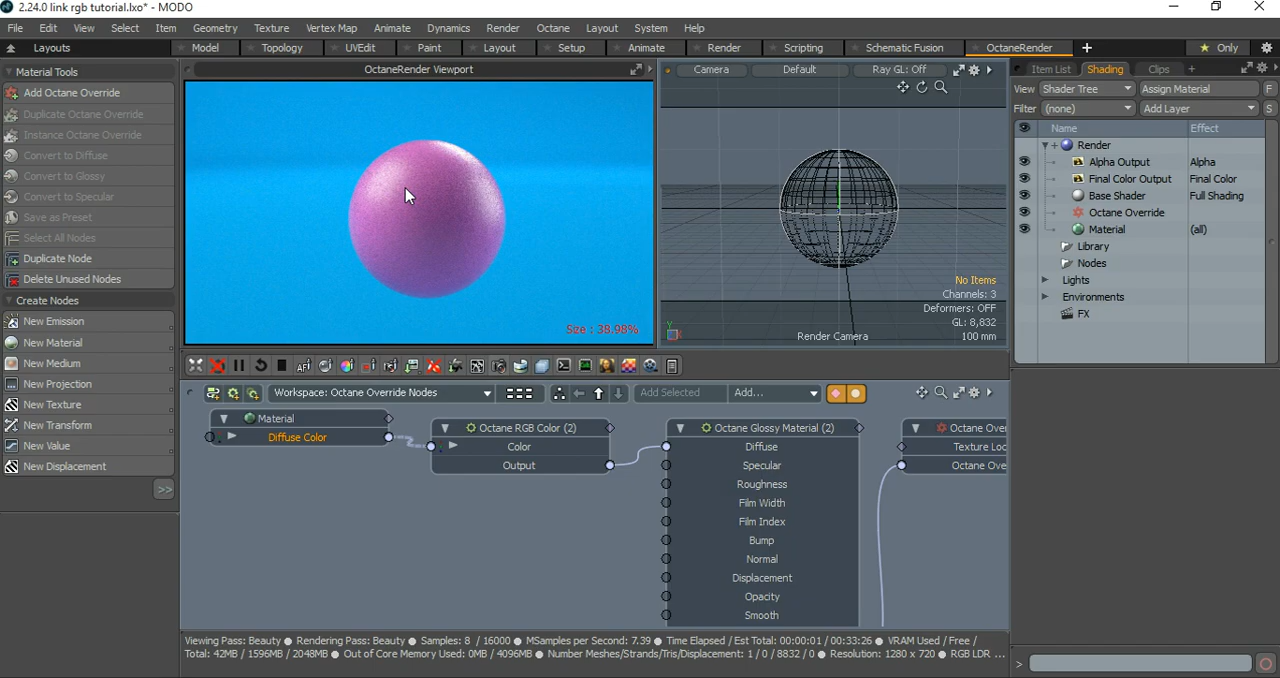 2.24.0 link rgb tutorial.lxo* - MODO
File Edit View Select Item Geometry Texture Vertex Map Animate Dynamics Render Octane Layout System Help
Layouts Model Topology UVEdit Paint Layout Setup Animate Render Scripting Schematic Fusion OctaneRender + Only
Material Tools
Add Octane Override
Duplicate Octane Override
Instance Octane Override
Convert to Diffuse
Convert to Glossy
Convert to Specular
Save as Preset
Select All Nodes
Duplicate Node
Delete Unused Nodes
Create Nodes
New Emission
New Material
New Medium
New Projection
New Texture
New Transform
New Value
New Displacement
>>
OctaneRender Viewport
Size : 38.98%
Camera Default Ray GL: Off
No Items
Channels: 3
Deformers: OFF
GL: 8,832
100 mm
Render Camera
Workspace: Octane Override Nodes Add Selected Add...
Material
Diffuse Color
Octane RGB Color (2)
Color
Output
Octane Glossy Material (2)
Diffuse
Specular
Roughness
Film Width
Film Index
Bump
Normal
Displacement
Opacity
Smooth
Octane Over
Texture Loc
Octane Ove
Viewing Pass: Beauty ● Rendering Pass: Beauty ● Samples: 8 / 16000 ● MSamples per Second: 7.39 ● Time Elapsed / Est Total: 00:00:01 / 00:33:26 ● VRAM Used / Free /
Total: 42MB / 1596MB / 2048MB ● Out of Core Memory Used: 0MB / 4096MB ● Number Meshes/Strands/Tris/Displacement: 1 / 0 / 8832 / 0 ● Resolution: 1280 x 720 ● RGB LDR ...
Item List Shading Clips +
View Shader Tree Assign Material F
Filter (none) Add Layer S
Name Effect
Render
Alpha Output Alpha
Final Color Output Final Color
Base Shader Full Shading
Octane Override
Material (all)
Library
Nodes
Lights
Environments
FX
>